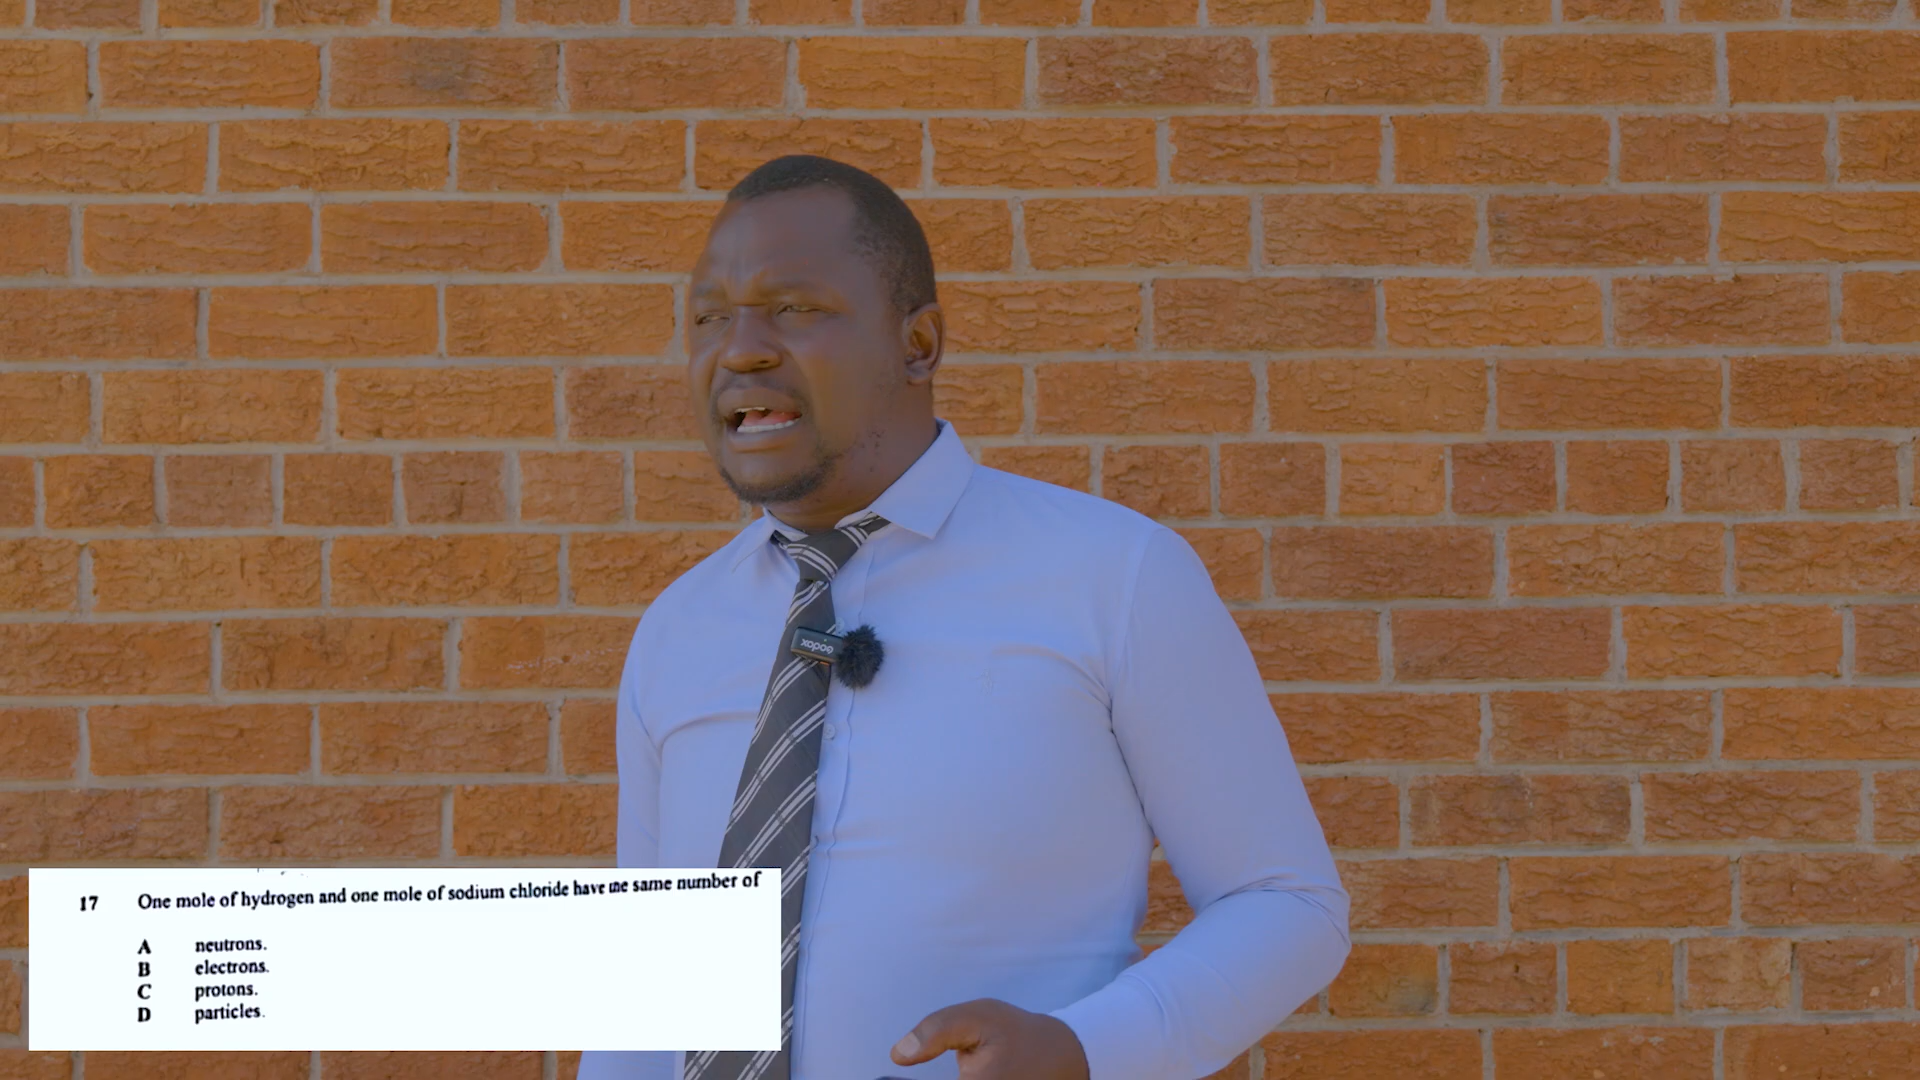 17 One mole of hydrogen and one mole of sodium chloride have the same number of
A neutrons.
B electrons.
C protons.
D particles.
Godox